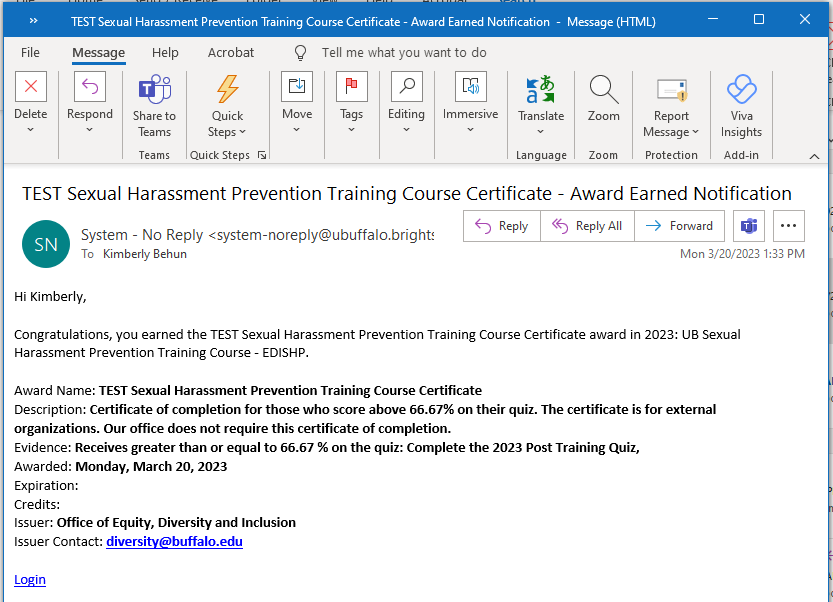 » TEST Sexual Harassment Prevention Training Course Certificate - Award Earned Notification - Message (HTML)
File Message Help Acrobat Tell me what you want to do
Delete Respond Share to Teams Quick Steps Move Tags Editing Immersive Translate Zoom Report Message Viva Insights
Teams Quick Steps Language Zoom Protection Add-in
TEST Sexual Harassment Prevention Training Course Certificate - Award Earned Notification
SN
System - No Reply <system-noreply@ubuffalo.brights
To Kimberly Behun
Reply Reply All Forward
Mon 3/20/2023 1:33 PM
Hi Kimberly,
Congratulations, you earned the TEST Sexual Harassment Prevention Training Course Certificate award in 2023: UB Sexual
Harassment Prevention Training Course - EDISHP.
Award Name: TEST Sexual Harassment Prevention Training Course Certificate
Description: Certificate of completion for those who score above 66.67% on their quiz. The certificate is for external
organizations. Our office does not require this certificate of completion.
Evidence: Receives greater than or equal to 66.67 % on the quiz: Complete the 2023 Post Training Quiz,
Awarded: Monday, March 20, 2023
Expiration:
Credits:
Issuer: Office of Equity, Diversity and Inclusion
Issuer Contact: diversity@buffalo.edu
Login